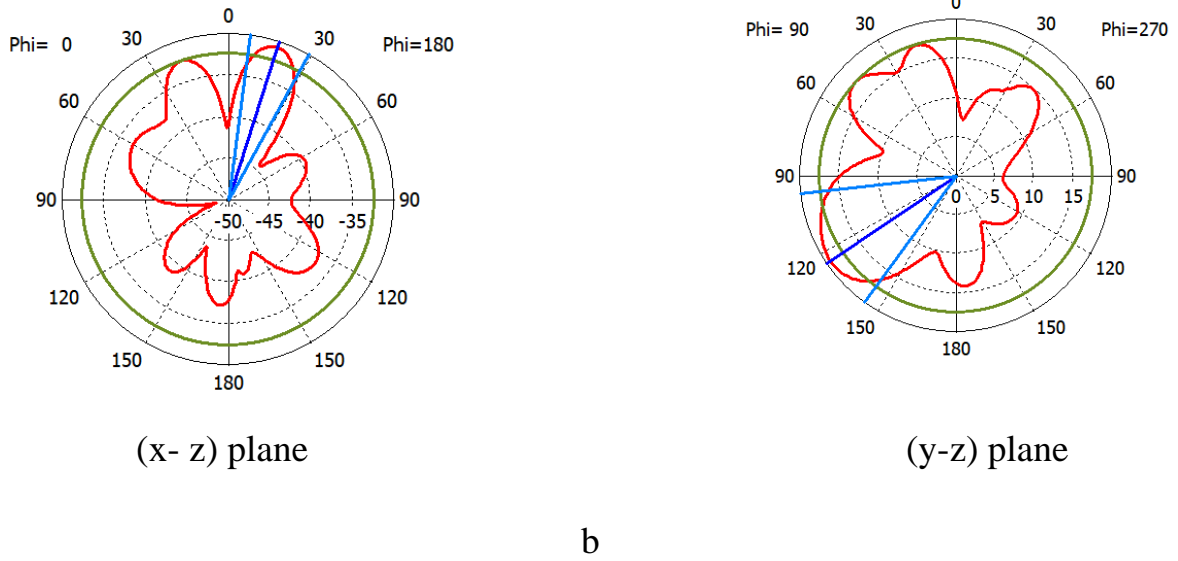 0
Phi= 0 30 30 Phi=180
60 60
90 90
-50 -45 -40 -35
120 120
150 150
180
(x- z) plane
0
Phi= 90 30 30 Phi=270
60 60
90 90
0 5 10 15
120 120
150 150
180
(y-z) plane
b